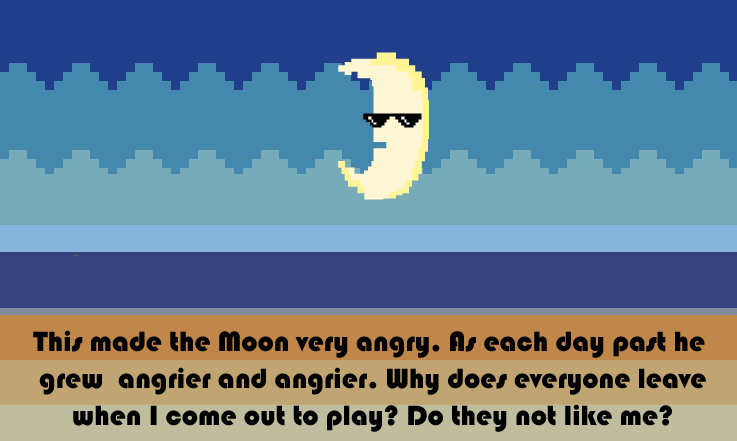 This made the Moon very angry. As each day past he
grew angrier and angrier. Why does everyone leave
when I come out to play? Do they not like me?